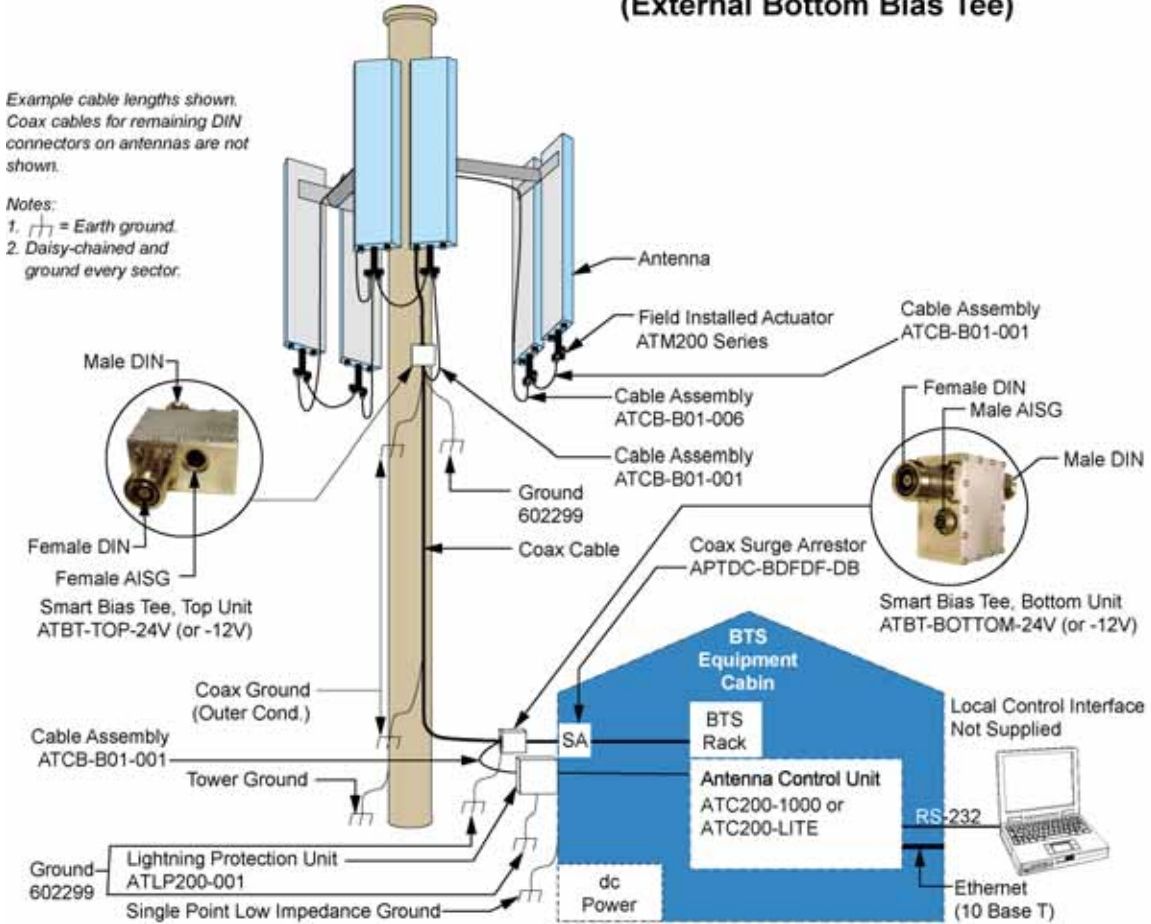 (External Bottom Bias Tee)
Example cable lengths shown.
Coax cables for remaining DIN
connectors on antennas are not
shown.
Notes:
1. = Earth ground.
2. Daisy-chained and
ground every sector.
Antenna
Field Installed Actuator
ATM200 Series
Cable Assembly
ATCB-B01-001
Cable Assembly
ATCB-B01-006
Cable Assembly
ATCB-B01-001
Male DIN
Female DIN
Female AISG
Smart Bias Tee, Top Unit
ATBT-TOP-24V (or -12V)
Ground
602299
Coax Cable
Female DIN
Male AISG
Male DIN
Smart Bias Tee, Bottom Unit
ATBT-BOTTOM-24V (or -12V)
Coax Surge Arrestor
APTDC-BDFDF-DB
BTS
Equipment
Cabin
Coax Ground
(Outer Cond.)
Cable Assembly
ATCB-B01-001
Tower Ground
SA
BTS
Rack
Antenna Control Unit
ATC200-1000 or
ATC200-LITE
Local Control Interface
Not Supplied
RS-232
Ethernet
(10 Base T)
Ground
602299
Lightning Protection Unit
ATLP200-001
Single Point Low Impedance Ground
dc
Power